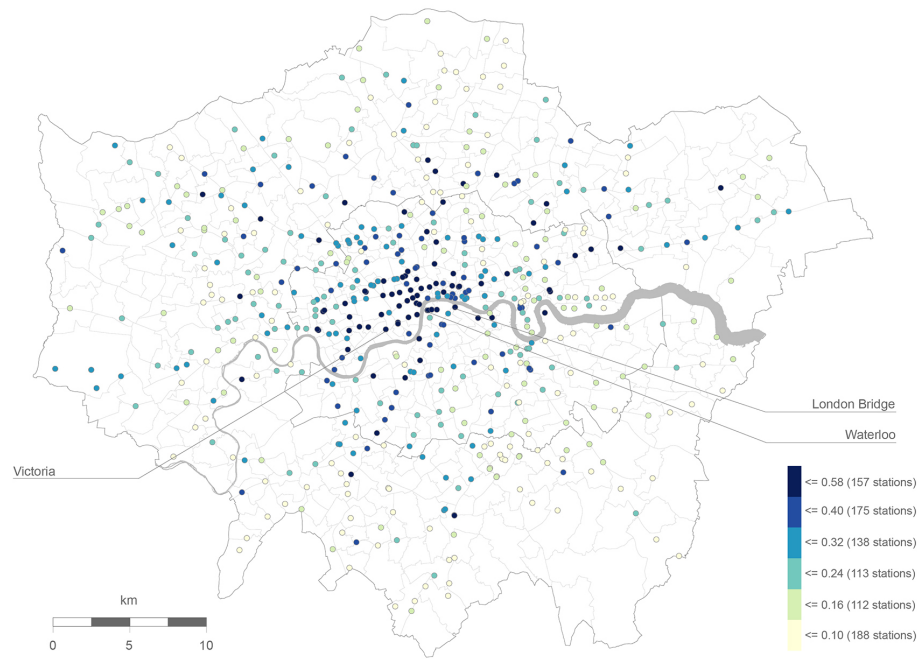 London Bridge
Waterloo
Victoria
<= 0.58 (157 stations)
<= 0.40 (175 stations)
<= 0.32 (138 stations)
<= 0.24 (113 stations)
<= 0.16 (112 stations)
<= 0.10 (188 stations)
km
0 5 10